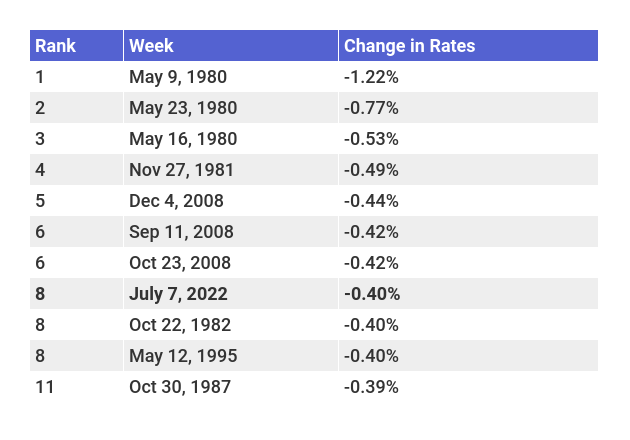 Rank Week Change in Rates
1 May 9, 1980 -1.22%
2 May 23, 1980 -0.77%
3 May 16, 1980 -0.53%
4 Nov 27, 1981 -0.49%
5 Dec 4, 2008 -0.44%
6 Sep 11, 2008 -0.42%
6 Oct 23, 2008 -0.42%
8 July 7, 2022 -0.40%
8 Oct 22, 1982 -0.40%
8 May 12, 1995 -0.40%
11 Oct 30, 1987 -0.39%